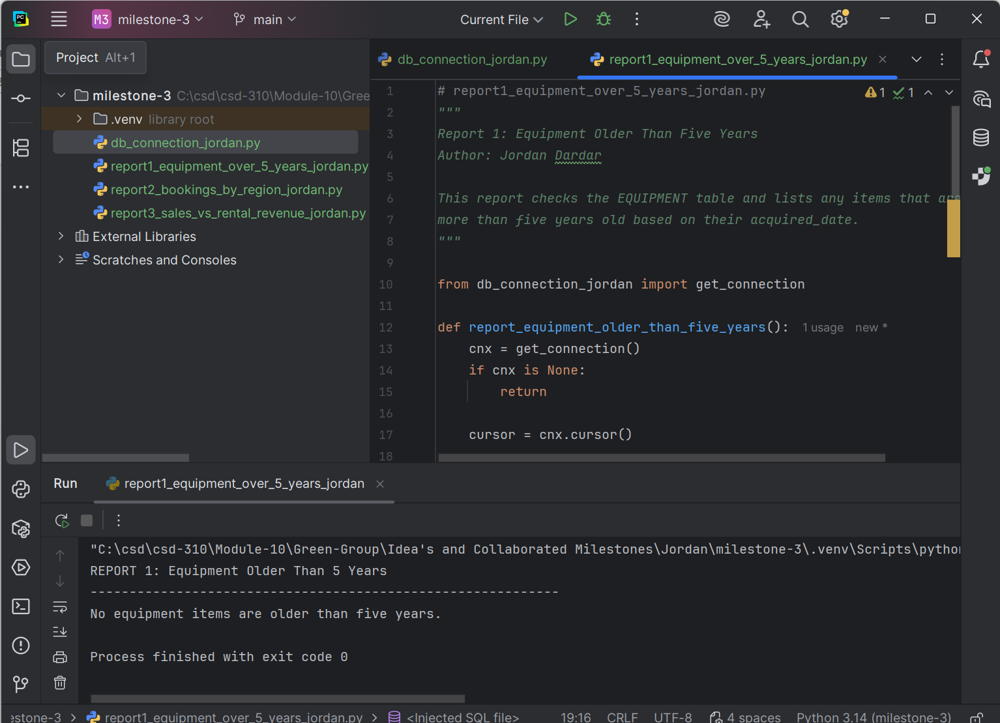 PC
M3 milestone-3
main
Current File
Project Alt+1
milestone-3 C:\csd\csd-310\Module-10\Gree
.venv library root
db_connection_jordan.py
report1_equipment_over_5_years_jordan.py
report2_bookings_by_region_jordan.py
report3_sales_vs_rental_revenue_jordan.py
External Libraries
Scratches and Consoles
db_connection_jordan.py
report1_equipment_over_5_years_jordan.py
1 # report1_equipment_over_5_years_jordan.py
1 1
2 """
3 Report 1: Equipment Older Than Five Years
4 Author: Jordan Dardar
5
6 This report checks the EQUIPMENT table and lists any items that are
7 more than five years old based on their acquired_date.
8 """
9
10 from db_connection_jordan import get_connection
11
12 def report_equipment_older_than_five_years(): 1 usage new *
13 cnx = get_connection()
14 if cnx is None:
15 return
16
17 cursor = cnx.cursor()
18
Run report1_equipment_over_5_years_jordan
"C:\csd\csd-310\Module-10\Green-Group\Idea's and Collaborated Milestones\Jordan\milestone-3\.venv\Scripts\python
REPORT 1: Equipment Older Than 5 Years
------------------------------------------------------------
No equipment items are older than five years.
Process finished with exit code 0
estone-3 > report1_equipment_over_5_years_jordan.py > <Injected SQL file> 19:16 CRLF UTF-8 4 spaces Python 3.14 (milestone-3)